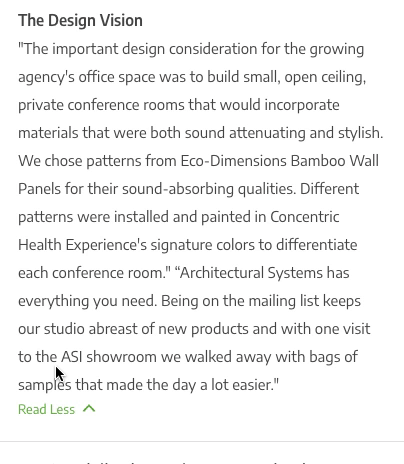 The Design Vision
"The important design consideration for the growing
agency's office space was to build small, open ceiling,
private conference rooms that would incorporate
materials that were both sound attenuating and stylish.
We chose patterns from Eco-Dimensions Bamboo Wall
Panels for their sound-absorbing qualities. Different
patterns were installed and painted in Concentric
Health Experience's signature colors to differentiate
each conference room." “Architectural Systems has
everything you need. Being on the mailing list keeps
our studio abreast of new products and with one visit
to the ASI showroom we walked away with bags of
samples that made the day a lot easier."
Read Less